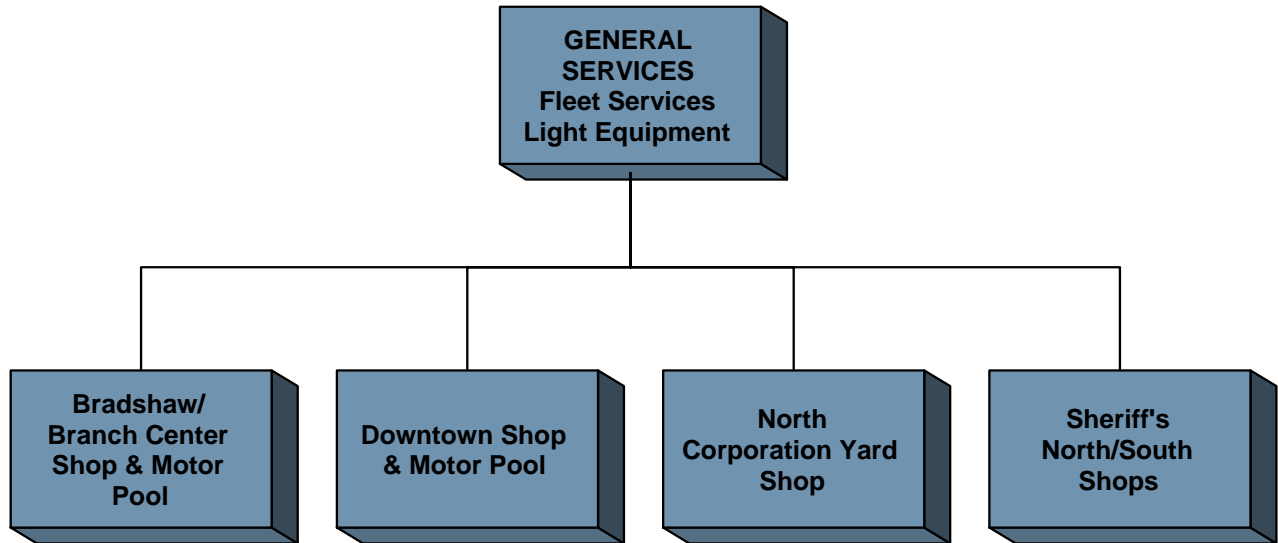 GENERAL
SERVICES
Fleet Services
Light Equipment
Bradshaw/
Branch Center
Shop & Motor
Pool
Downtown Shop
& Motor Pool
North
Corporation Yard
Shop
Sheriff's
North/South
Shops